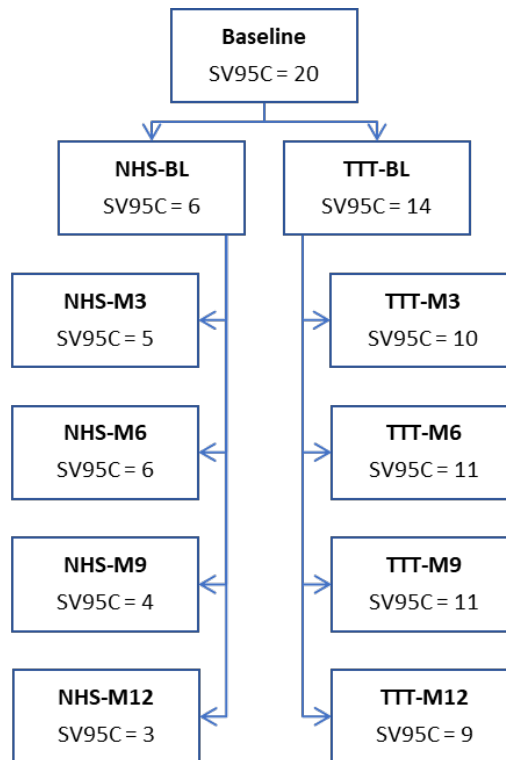 Baseline
SV95C = 20
NHS-BL
SV95C = 6
TTT-BL
SV95C = 14
NHS-M3
SV95C = 5
TTT-M3
SV95C = 10
NHS-M6
SV95C = 6
TTT-M6
SV95C = 11
NHS-M9
SV95C = 4
TTT-M9
SV95C = 11
NHS-M12
SV95C = 3
TTT-M12
SV95C = 9